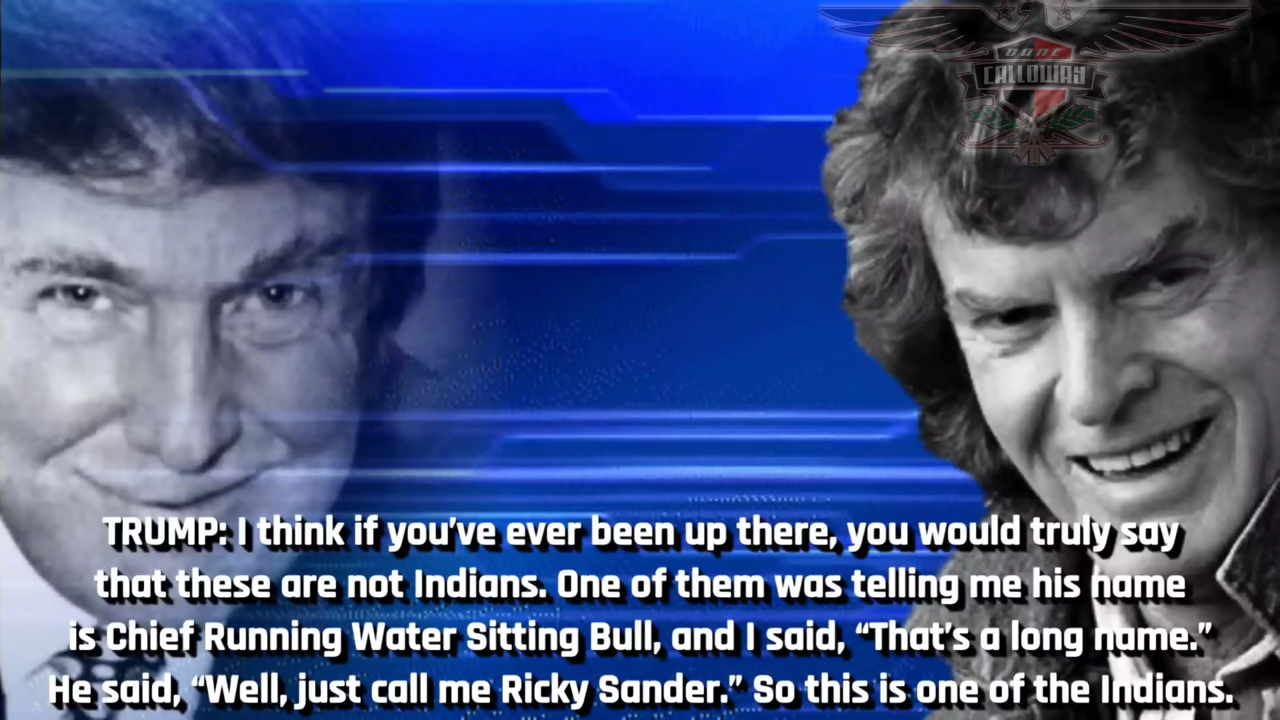 DANE
CALLOWAY
TRUMP: I think if you’ve ever been up there, you would truly say
that these are not Indians. One of them was telling me his name
is Chief Running Water Sitting Bull, and I said, “That’s a long name.”
He said, “Well, just call me Ricky Sander.” So this is one of the Indians.